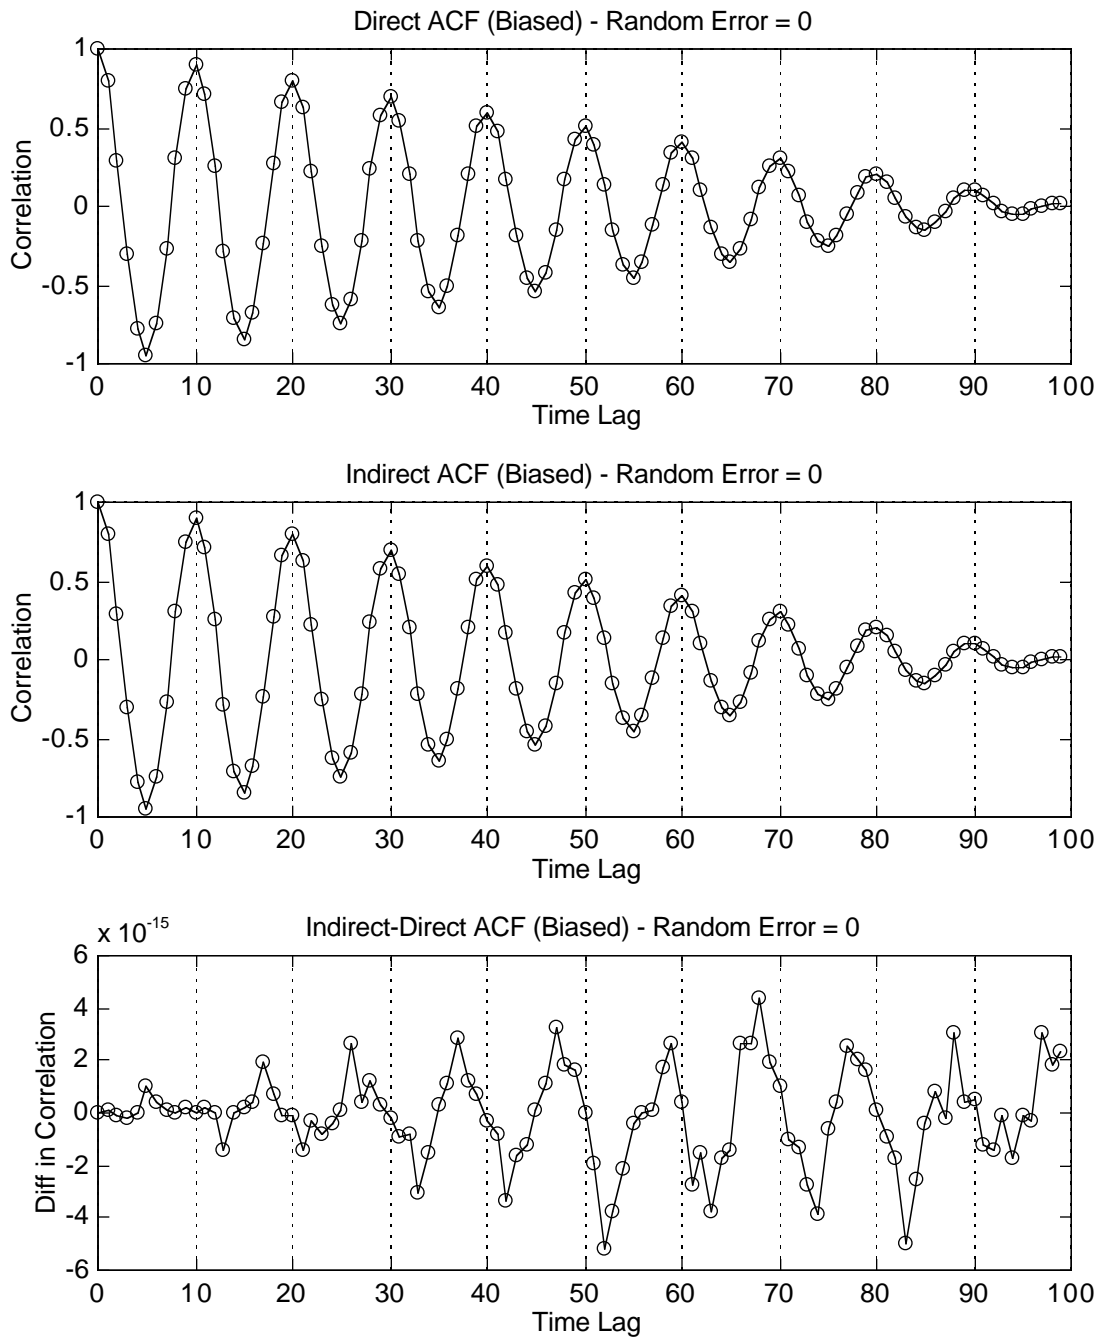 Direct ACF (Biased) - Random Error = 0
1
0.5
0
-0.5
-1
Correlation
0 10 20 30 40 50 60 70 80 90 100
Time Lag
Indirect ACF (Biased) - Random Error = 0
1
0.5
0
-0.5
-1
Correlation
0 10 20 30 40 50 60 70 80 90 100
Time Lag
x 10^-15
Indirect-Direct ACF (Biased) - Random Error = 0
6
4
2
0
-2
-4
-6
Diff in Correlation
0 10 20 30 40 50 60 70 80 90 100
Time Lag